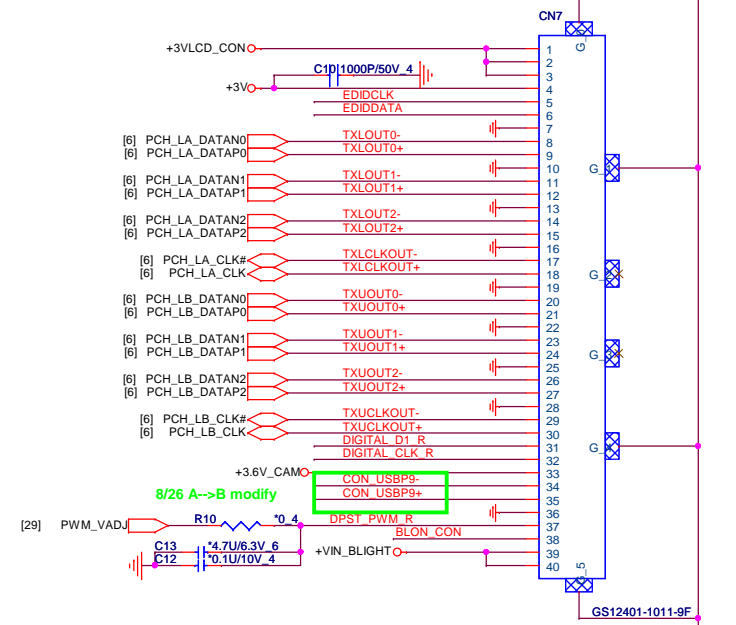 CN7
G_0
+3VLCD_CON 1
2
C10 1000P/50V_4 3
+3V 4
EDIDCLK 5
EDIDDATA 6
7
[6] PCH_LA_DATAN0 TXLOUT0- 8
[6] PCH_LA_DATAP0 TXLOUT0+ 9
10 G_1
[6] PCH_LA_DATAN1 TXLOUT1- 11
[6] PCH_LA_DATAP1 TXLOUT1+ 12
13
[6] PCH_LA_DATAN2 TXLOUT2- 14
[6] PCH_LA_DATAP2 TXLOUT2+ 15
16
[6] PCH_LA_CLK# TXLCLKOUT- 17
[6] PCH_LA_CLK TXLCLKOUT+ 18 G_2
19
[6] PCH_LB_DATAN0 TXUOUT0- 20
[6] PCH_LB_DATAP0 TXUOUT0+ 21
22
[6] PCH_LB_DATAN1 TXUOUT1- 23
[6] PCH_LB_DATAP1 TXUOUT1+ 24 G_3
25
[6] PCH_LB_DATAN2 TXUOUT2- 26
[6] PCH_LB_DATAP2 TXUOUT2+ 27
28
[6] PCH_LB_CLK# TXUCLKOUT- 29
[6] PCH_LB_CLK TXUCLKOUT+ 30
DIGITAL_D1_R 31 G_4
DIGITAL_CLK_R 32
+3.6V_CAM 33
CON_USBP9- 34
8/26 A-->B modify CON_USBP9+ 35
36
[29] PWM_VADJ R10 *0_4 DPST_PWM_R 37
BLON_CON 38
C13 *4.7U/6.3V_6 +VIN_BLIGHT 39
C12 *0.1U/10V_4 40
G_5
GS12401-1011-9F